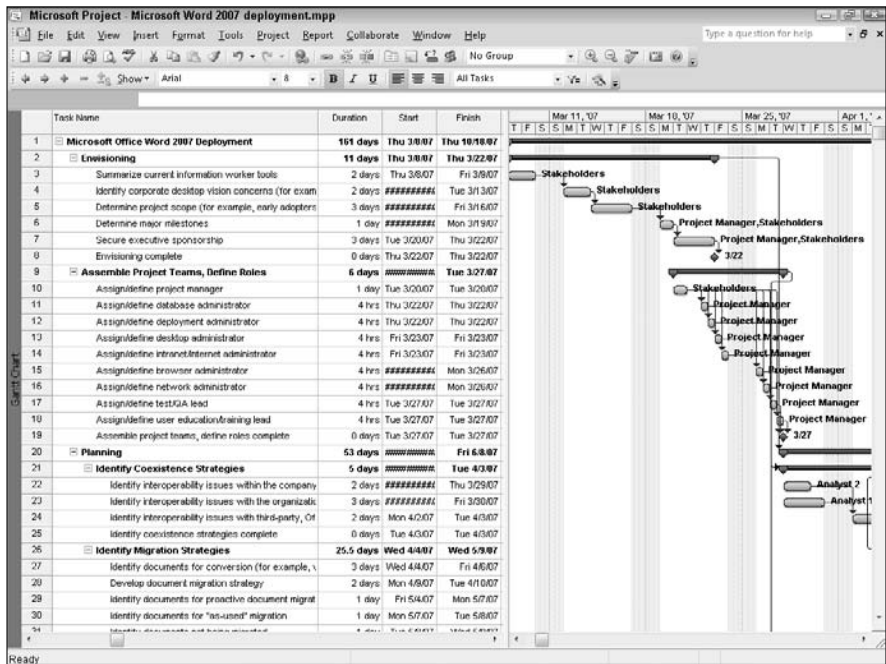 Microsoft Project - Microsoft Word 2007 deployment.mpp
File Edit View Insert Format Tools Project Report Collaborate Window Help Type a question for help
No Group
Show Arial 8 B I U All Tasks
Task Name Duration Start Finish Mar 11, '07 Mar 18, '07 Mar 25, '07 Apr 1, '
T F S S M T W T F S S M T W T F S S M T W T F S S M
1 Microsoft Office Word 2007 Deployment 161 days Thu 3/8/07 Thu 10/18/07
2 Envisioning 11 days Thu 3/8/07 Thu 3/22/07
3 Summarize current information worker tools 2 days Thu 3/8/07 Fri 3/9/07 Stakeholders
4 Identify corporate desktop vision concerns (for exam 2 days ######### Tue 3/13/07 Stakeholders
5 Determine project scope (for example, early adopters 3 days ######### Fri 3/16/07 Stakeholders
6 Determine major milestones 1 day ######### Mon 3/19/07 Project Manager,Stakeholders
7 Secure executive sponsorship 3 days Tue 3/20/07 Thu 3/22/07 Project Manager,Stakeholders
8 Envisioning complete 0 days Thu 3/22/07 Thu 3/22/07 3/22
9 Assemble Project Teams, Define Roles 6 days ######### Tue 3/27/07
10 Assign/define project manager 1 day Tue 3/20/07 Tue 3/20/07 Stakeholders
11 Assign/define database administrator 4 hrs Thu 3/22/07 Thu 3/22/07 Project Manager
12 Assign/define deployment administrator 4 hrs Thu 3/22/07 Thu 3/22/07 Project Manager
13 Assign/define desktop administrator 4 hrs Fri 3/23/07 Fri 3/23/07 Project Manager
14 Assign/define intranet/Internet administrator 4 hrs Fri 3/23/07 Fri 3/23/07 Project Manager
15 Assign/define browser administrator 4 hrs ######### Mon 3/26/07 Project Manager
16 Assign/define network administrator 4 hrs ######### Mon 3/26/07 Project Manager
17 Assign/define test/QA lead 4 hrs Tue 3/27/07 Tue 3/27/07 Project Manager
18 Assign/define user education/training lead 4 hrs Tue 3/27/07 Tue 3/27/07 Project Manager
19 Assemble project teams, define roles complete 0 days Tue 3/27/07 Tue 3/27/07 3/27
20 Planning 53 days ######### Fri 6/8/07
21 Identify Coexistence Strategies 5 days ######### Tue 4/3/07
22 Identify interoperability issues within the company 2 days ######### Thu 3/29/07 Analyst 2
23 Identify interoperability issues with the organizatic 3 days ######### Fri 3/30/07 Analyst 1
24 Identify interoperability issues with third-party, Of 2 days Mon 4/2/07 Tue 4/3/07
25 Identify coexistence strategies complete 0 days Tue 4/3/07 Tue 4/3/07
26 Identify Migration Strategies 25.5 days Wed 4/4/07 Wed 5/9/07
27 Identify documents for conversion (for example, 3 days Wed 4/4/07 Fri 4/6/07
28 Develop document migration strategy 2 days Mon 4/9/07 Tue 4/10/07
29 Identify documents for proactive document migrat 1 day Fri 5/4/07 Mon 5/7/07
30 Identify documents for "as-used" migration 1 day Mon 5/7/07 Tue 5/8/07
Gantt Chart
Ready